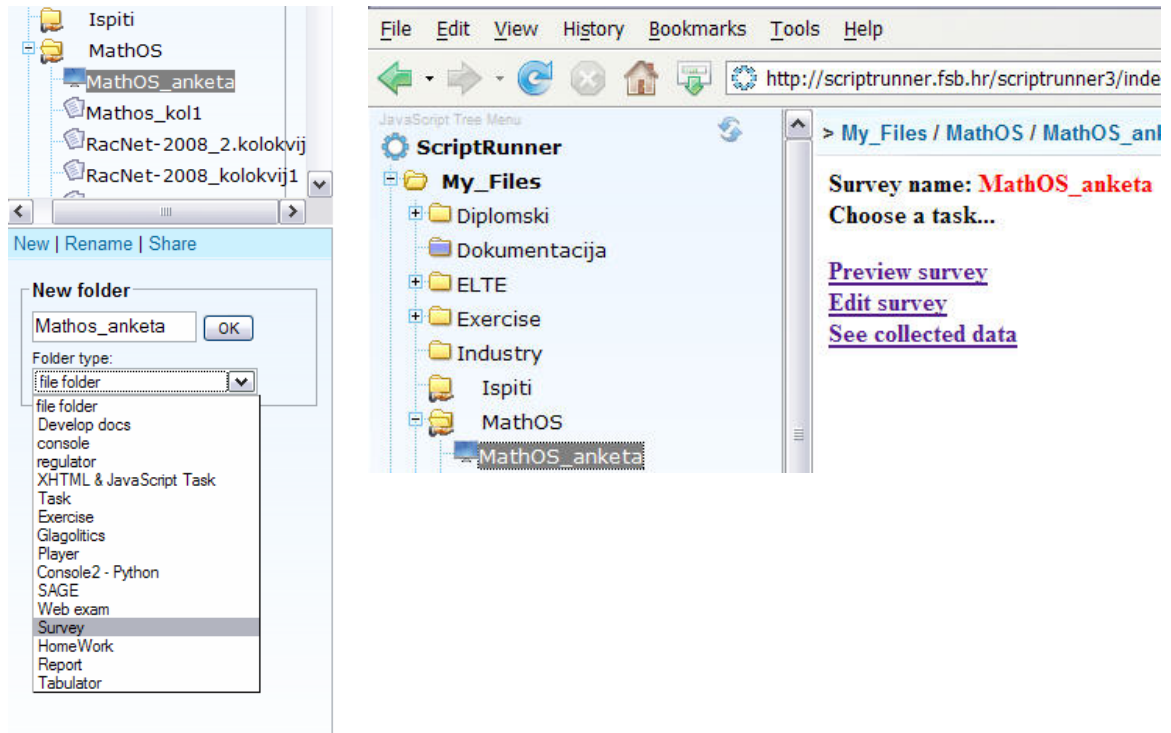 Ispiti
MathOS
MathOS_anketa
Mathos_kol1
RacNet-2008_2.kolokvij
RacNet-2008_kolokvij1
New | Rename | Share
New folder
Mathos_anketa OK
Folder type:
file folder
file folder
Develop docs
console
regulator
XHTML & JavaScript Task
Task
Exercise
Glagolitics
Player
Console2 - Python
SAGE
Web exam
Survey
HomeWork
Report
Tabulator
File Edit View History Bookmarks Tools Help
http://scriptrunner.fsb.hr/scriptrunner3/inde
JavaScript Tree Menu
ScriptRunner
My_Files
Diplomski
Dokumentacija
ELTE
Exercise
Industry
Ispiti
MathOS
MathOS_anketa
> My_Files / MathOS / MathOS_ank
Survey name: MathOS_anketa
Choose a task...
Preview survey
Edit survey
See collected data